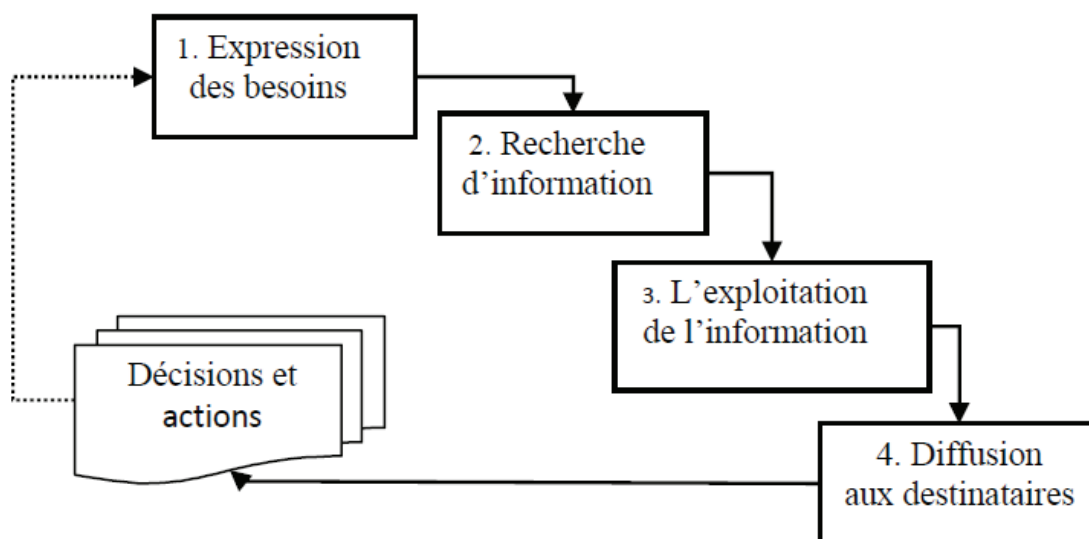 1. Expression
des besoins
2. Recherche
d’information
3. L’exploitation
de l’information
4. Diffusion
aux destinataires
Décisions et
actions